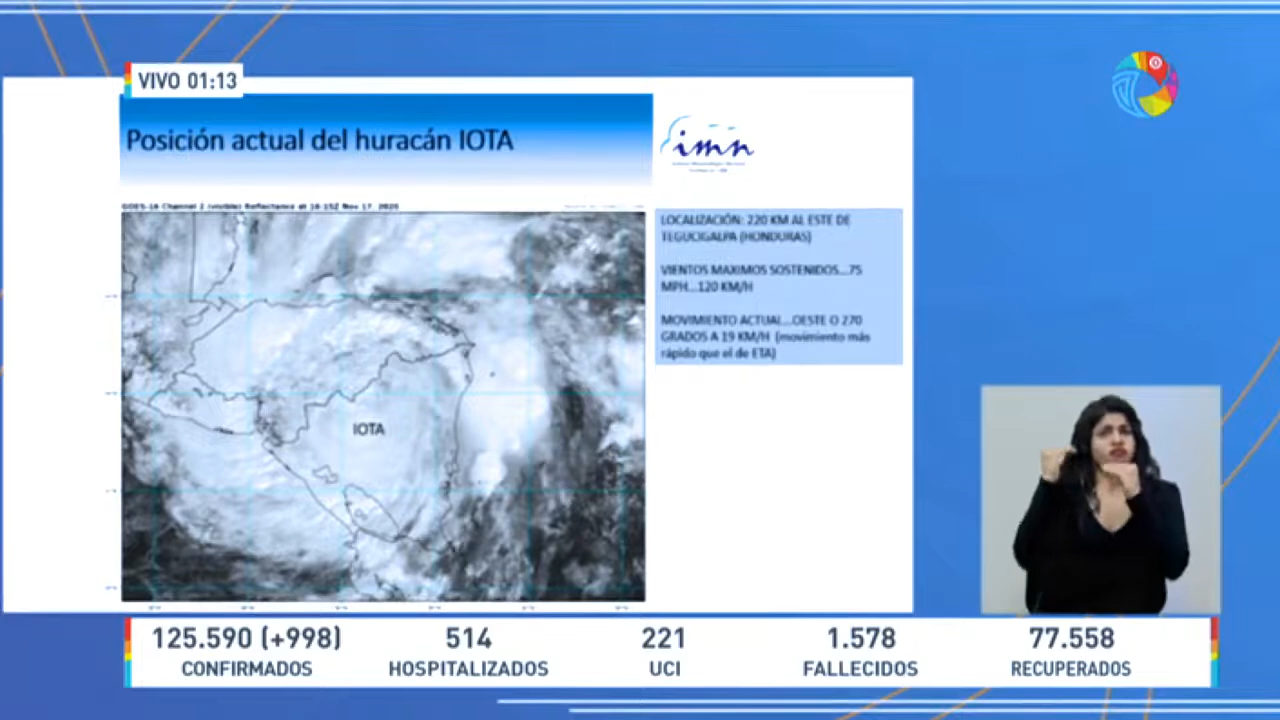 VIVO 01:13
Posición actual del huracán IOTA
imn
GOES-16 Channel 2 (visible) Reflectance at 16:15Z Nov 17, 2020
LOCALIZACIÓN: 220 KM AL ESTE DE
TEGUCIGALPA (HONDURAS)
VIENTOS MAXIMOS SOSTENIDOS...75
MPH...120 KM/H
MOVIMIENTO ACTUAL...OESTE O 270
GRADOS A 19 KM/H (movimiento más
rápido que el de ETA)
IOTA
125.590 (+998)
CONFIRMADOS
514
HOSPITALIZADOS
221
UCI
1.578
FALLECIDOS
77.558
RECUPERADOS